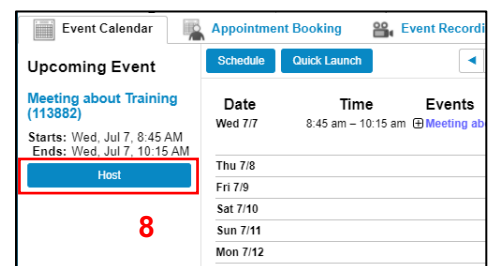 Event Calendar
Appointment Booking
Event Recordi
Upcoming Event
Schedule
Quick Launch
Meeting about Training
(113882)
Starts: Wed, Jul 7, 8:45 AM
Ends: Wed, Jul 7, 10:15 AM
Host
8
Date Time Events
Wed 7/7 8:45 am – 10:15 am Meeting ab
Thu 7/8
Fri 7/9
Sat 7/10
Sun 7/11
Mon 7/12